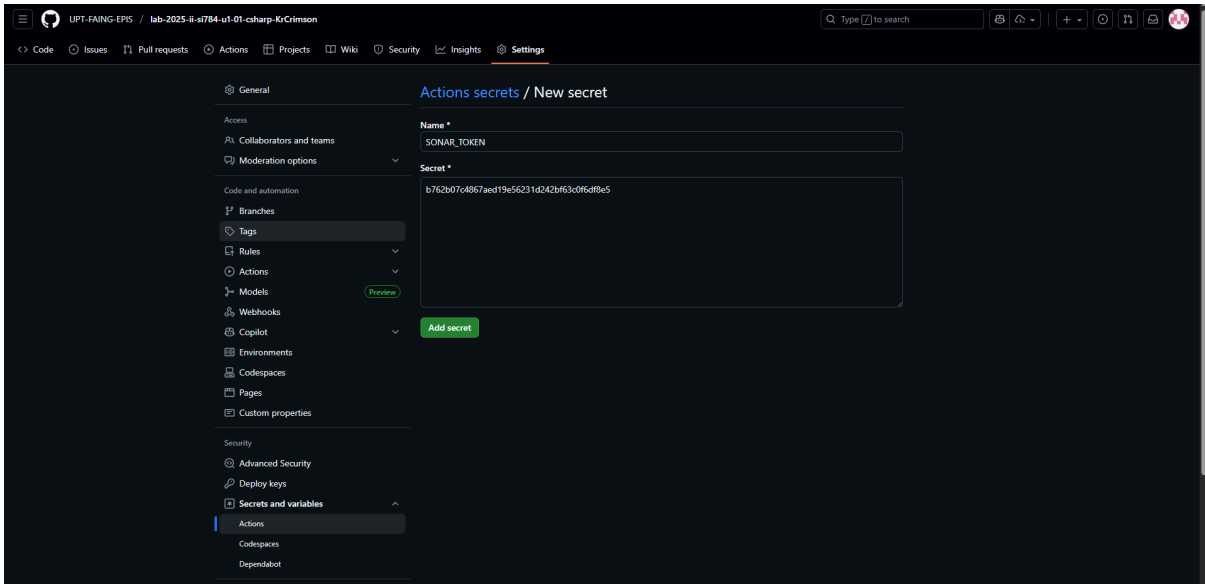 UPT-FAING-EPIS / lab-2025-ii-si784-u1-01-csharp-KrCrimson
Type / to search
Code Issues Pull requests Actions Projects Wiki Security Insights Settings
General
Access
Collaborators and teams
Moderation options
Code and automation
Branches
Tags
Rules
Actions
Models Preview
Webhooks
Copilot
Environments
Codespaces
Pages
Custom properties
Security
Advanced Security
Deploy keys
Secrets and variables
Actions
Codespaces
Dependabot
Actions secrets / New secret
Name *
SONAR_TOKEN
Secret *
b762b07c4867aed19e56231d242bf63c0f6df8e5
Add secret